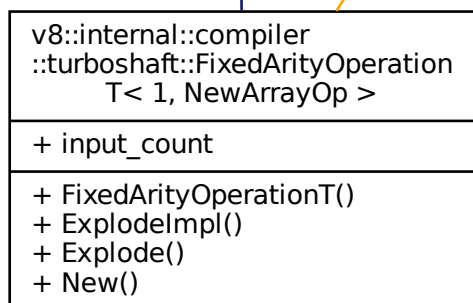 v8::internal::compiler
::turboshaft::FixedArityOperation
T< 1, NewArrayOp >
+ input_count
+ FixedArityOperationT()
+ ExplodeImpl()
+ Explode()
+ New()